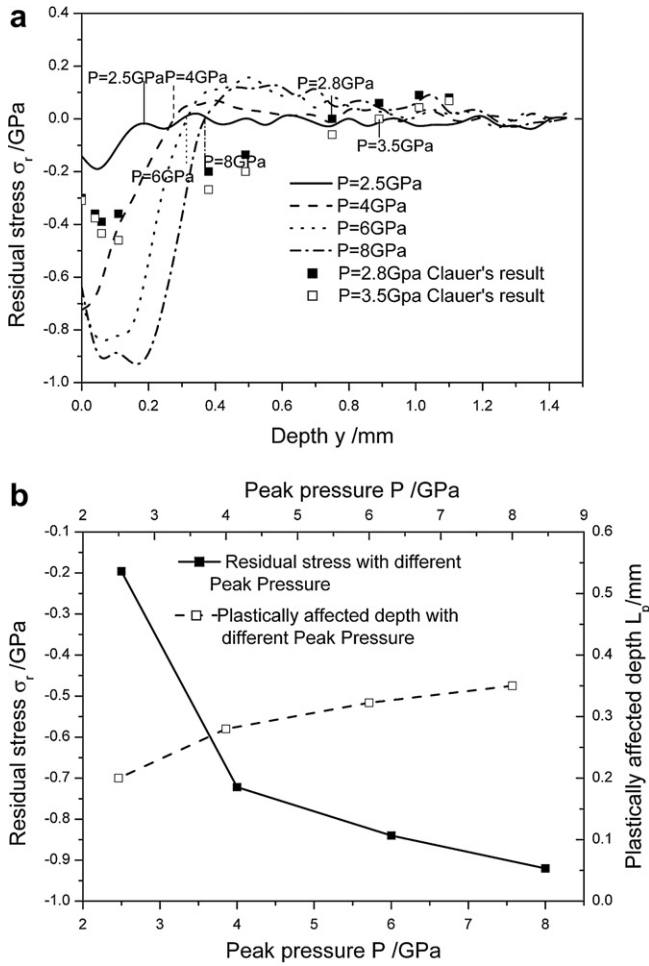 a
0.4
0.2
0.0
-0.2
-0.4
-0.6
-0.8
-1.0
Residual stress σr /GPa
P=2.5GPa
P=4GPa
P=2.8GPa
P=6GPa
P=8GPa
P=3.5GPa
P=2.5GPa
P=4GPa
P=6GPa
P=8GPa
P=2.8Gpa Clauer's result
P=3.5Gpa Clauer's result
0.0 0.2 0.4 0.6 0.8 1.0 1.2 1.4
Depth y /mm
b
Peak pressure P /GPa
2 3 4 5 6 7 8 9
-0.1
-0.2
-0.3
-0.4
-0.5
-0.6
-0.7
-0.8
-0.9
-1.0
Residual stress σr /GPa
Residual stress with different
Peak Pressure
Plastically affected depth with
different Peak Pressure
0.6
0.5
0.4
0.3
0.2
0.1
0.0
Plastically affected depth Lp/mm
2 3 4 5 6 7 8
Peak pressure P /GPa